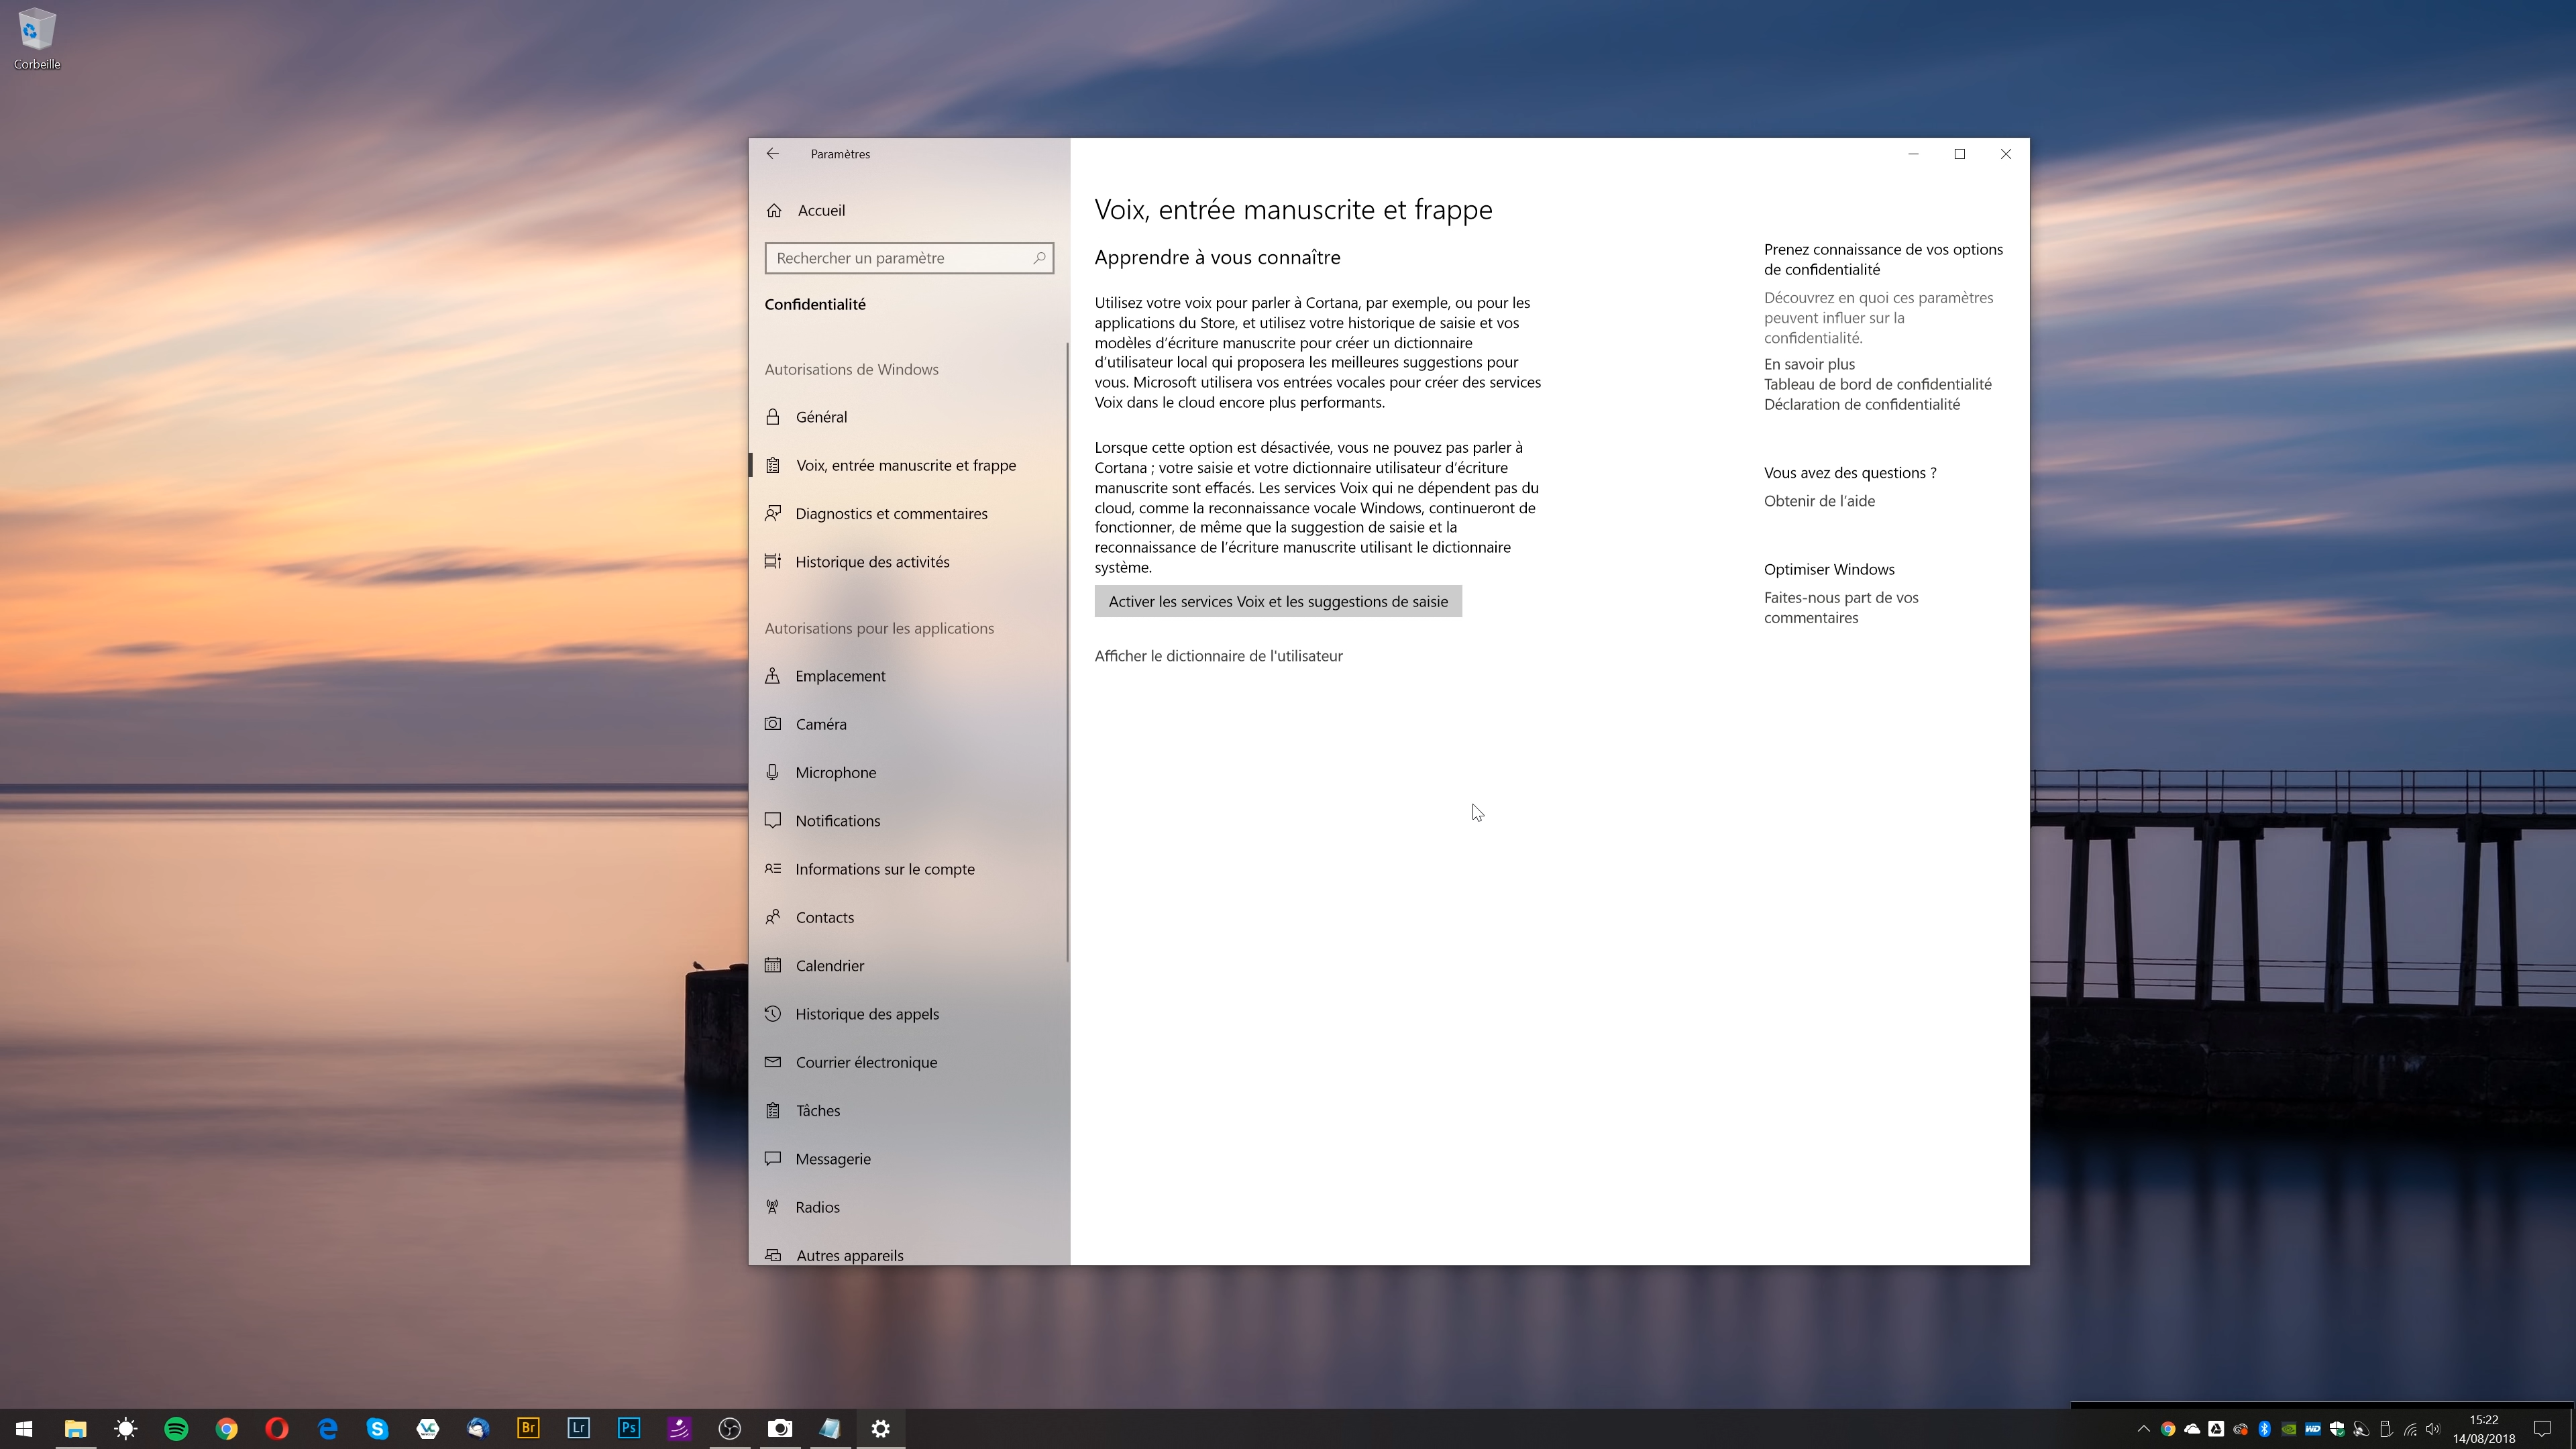 Corbeille
Paramètres
Accueil
Rechercher un paramètre
Confidentialité
Autorisations de Windows
Général
Voix, entrée manuscrite et frappe
Diagnostics et commentaires
Historique des activités
Autorisations pour les applications
Emplacement
Caméra
Microphone
Notifications
Informations sur le compte
Contacts
Calendrier
Historique des appels
Courrier électronique
Tâches
Messagerie
Radios
Autres appareils
Voix, entrée manuscrite et frappe
Apprendre à vous connaître
Utilisez votre voix pour parler à Cortana, par exemple, ou pour les
applications du Store, et utilisez votre historique de saisie et vos
modèles d’écriture manuscrite pour créer un dictionnaire
d’utilisateur local qui proposera les meilleures suggestions pour
vous. Microsoft utilisera vos entrées vocales pour créer des services
Voix dans le cloud encore plus performants.
Lorsque cette option est désactivée, vous ne pouvez pas parler à
Cortana ; votre saisie et votre dictionnaire utilisateur d’écriture
manuscrite sont effacés. Les services Voix qui ne dépendent pas du
cloud, comme la reconnaissance vocale Windows, continueront de
fonctionner, de même que la suggestion de saisie et la
reconnaissance de l’écriture manuscrite utilisant le dictionnaire
système.
Activer les services Voix et les suggestions de saisie
Afficher le dictionnaire de l'utilisateur
Prenez connaissance de vos options
de confidentialité
Découvrez en quoi ces paramètres
peuvent influer sur la
confidentialité.
En savoir plus
Tableau de bord de confidentialité
Déclaration de confidentialité
Vous avez des questions ?
Obtenir de l’aide
Optimiser Windows
Faites-nous part de vos
commentaires
Br
Lr
Ps
WD
15:22
14/08/2018